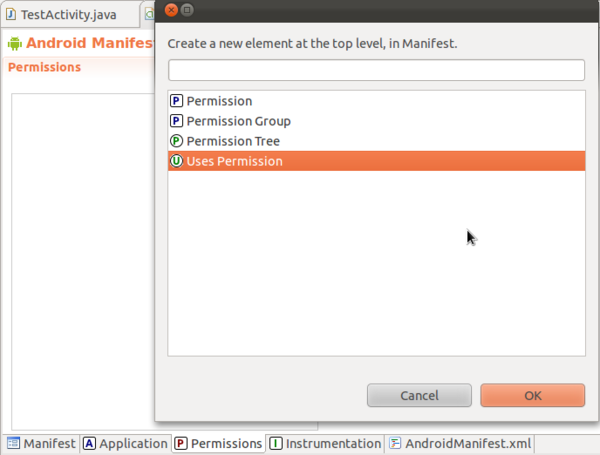 TestActivity.java
Android Manifes
Permissions
Create a new element at the top level, in Manifest.
P Permission
P Permission Group
P Permission Tree
U Uses Permission
Cancel OK
Manifest A Application P Permissions I Instrumentation AndroidManifest.xml